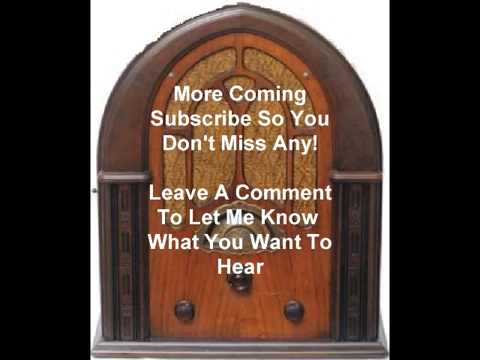 More Coming
Subscribe So You
Don't Miss Any!
Leave A Comment
To Let Me Know
What You Want To
Hear